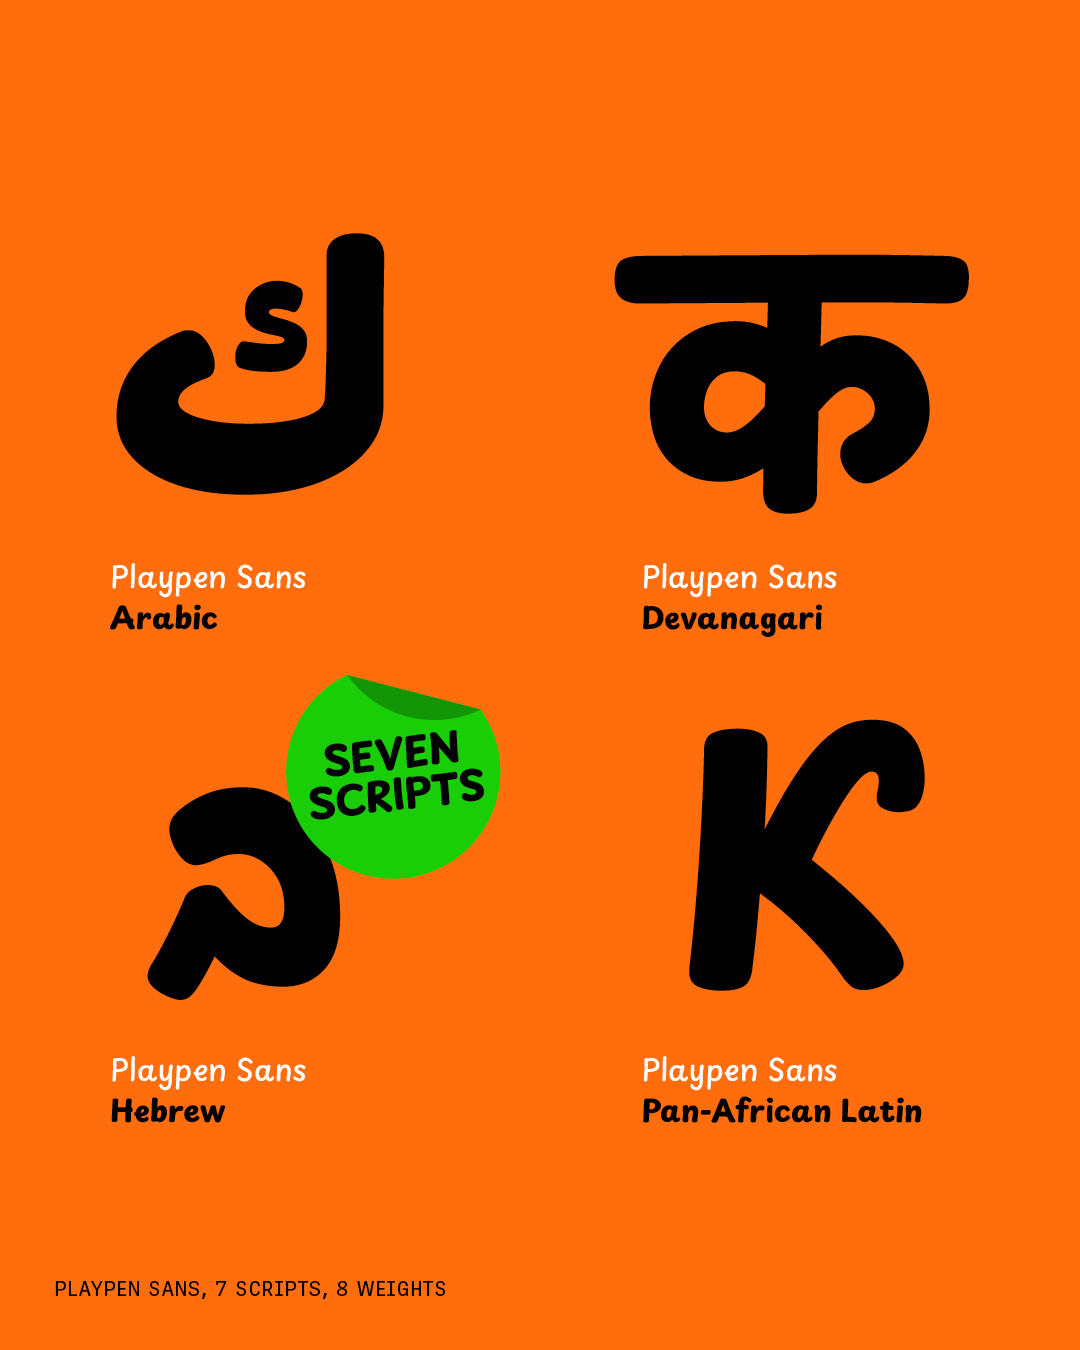 ك क
Playpen Sans Playpen Sans
Arabic Devanagari
SEVEN
SCRIPTS
Ƙ
Playpen Sans Playpen Sans
Hebrew Pan-African Latin
PLAYPEN SANS, 7 SCRIPTS, 8 WEIGHTS